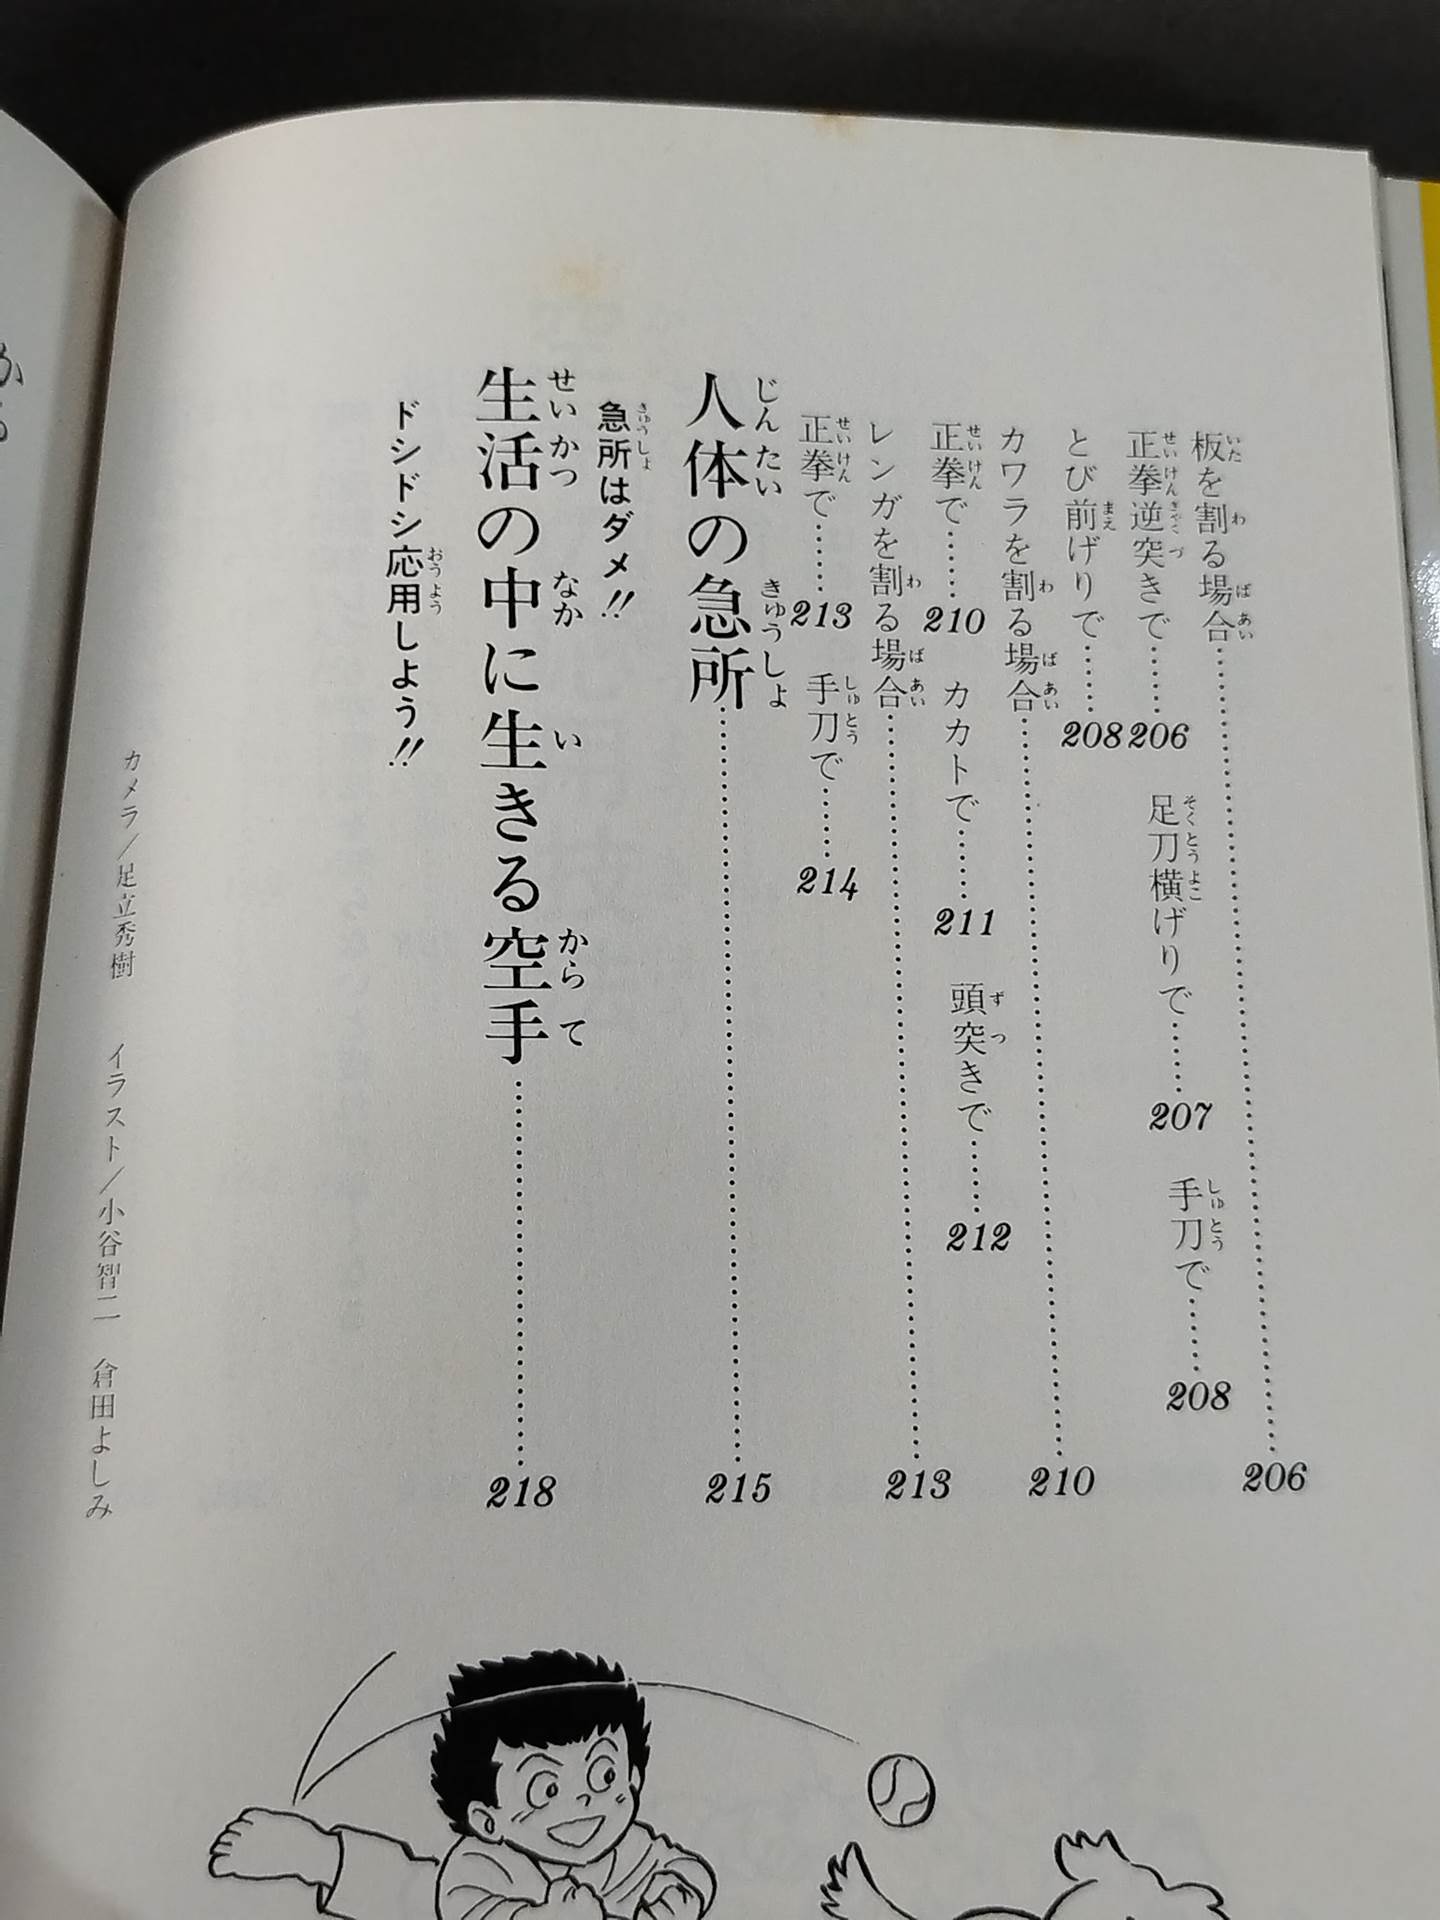 板を割る場合……206
正拳逆突きで……206 足刀横げりで……207 手刀で……208
とび前げりで……208
カワラを割る場合……210
正拳で……210 カカトで……211 頭突きで……212
レンガを割る場合……213
正拳で……213 手刀で……214
人体の急所……215
急所はダメ!!
生活の中に生きる空手……218
ドシドシ応用しよう!!
カメラ/足立秀樹 イラスト/小谷智二 倉田よしみ